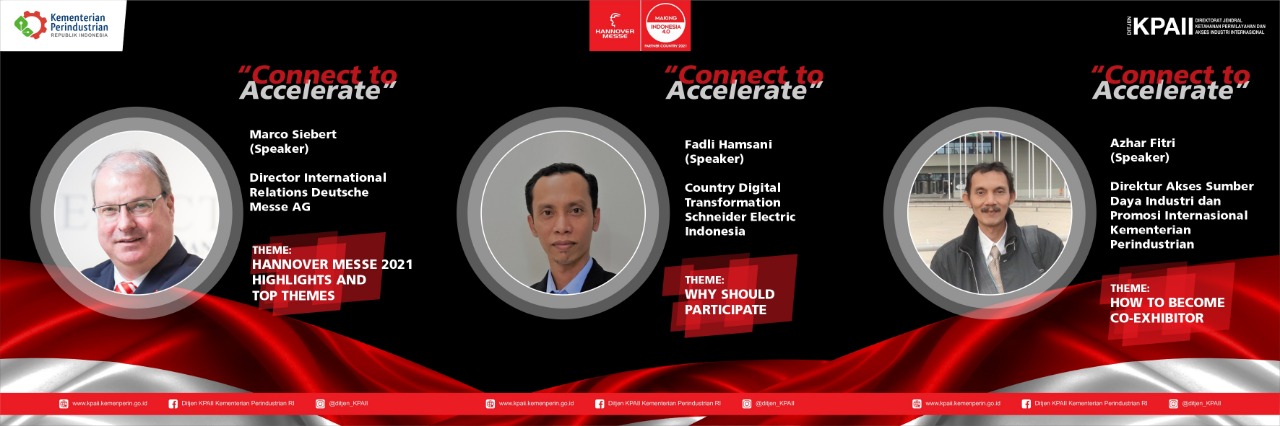 Kementerian
Perindustrian
REPUBLIK INDONESIA
HANNOVER
MESSE
MAKING
INDONESIA
4.0
PARTNER COUNTRY 2021
DITJEN
KPAII
DIREKTORAT JENDRAL
KETAHANAN PERWILAYAHAN DAN
AKSES INDUSTRI INTERNASIONAL
"Connect to
Accelerate"
Marco Siebert
(Speaker)
Director International
Relations Deutsche
Messe AG
THEME:
HANNOVER MESSE 2021
HIGHLIGHTS AND
TOP THEMES
"Connect to
Accelerate"
Fadli Hamsani
(Speaker)
Country Digital
Transformation
Schneider Electric
Indonesia
THEME:
WHY SHOULD
PARTICIPATE
"Connect to
Accelerate"
Azhar Fitri
(Speaker)
Direktur Akses Sumber
Daya Industri dan
Promosi Internasional
Kementerian
Perindustrian
THEME:
HOW TO BECOME
CO-EXHIBITOR
www.kpaii.kemenperin.go.id
Ditjen KPAII Kementerian Perindustrian RI
@ditjen_KPAII
www.kpaii.kemenperin.go.id
Ditjen KPAII Kementerian Perindustrian RI
@ditjen_KPAII
www.kpaii.kemenperin.go.id
Ditjen KPAII Kementerian Perindustrian RI
@ditjen_KPAII